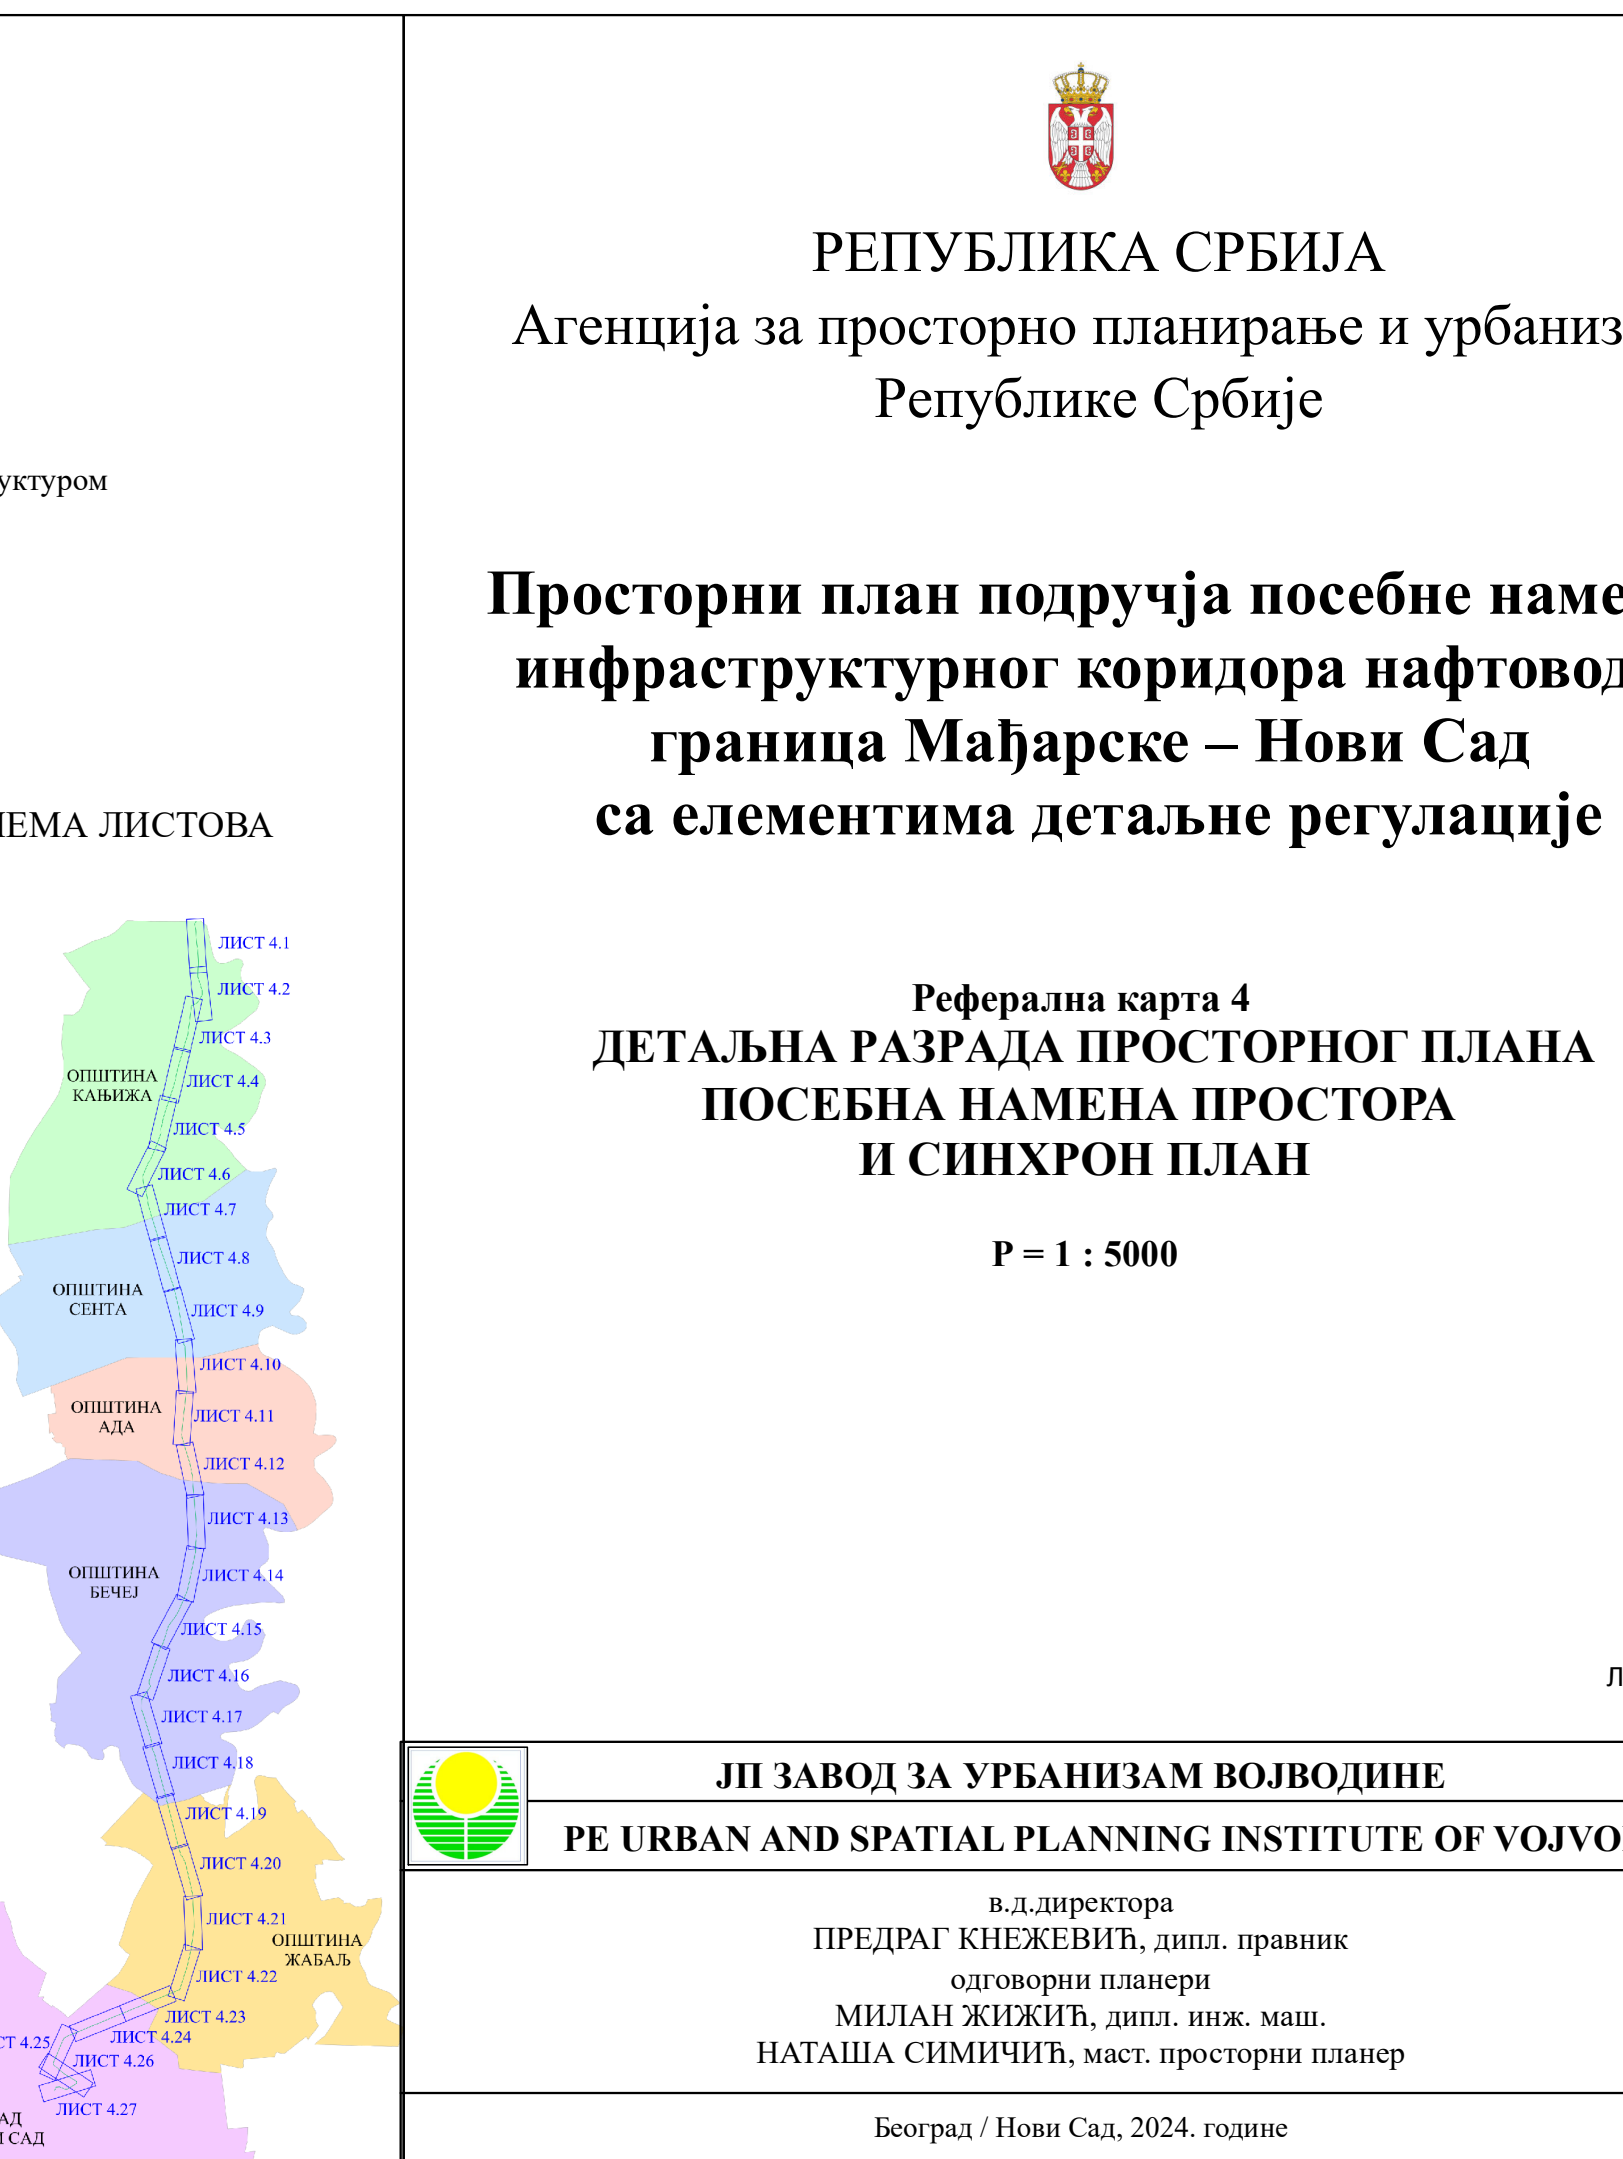 уктуром
ЕМА ЛИСТОВА
ЛИСТ 4.1
ЛИСТ 4.2
ЛИСТ 4.3
ОПШТИНА
КАЊИЖА
ЛИСТ 4.4
ЛИСТ 4.5
ЛИСТ 4.6
ЛИСТ 4.7
ЛИСТ 4.8
ОПШТИНА
СЕНТА
ЛИСТ 4.9
ЛИСТ 4.10
ОПШТИНА
АДА
ЛИСТ 4.11
ЛИСТ 4.12
ЛИСТ 4.13
ОПШТИНА
БЕЧЕЈ
ЛИСТ 4.14
ЛИСТ 4.15
ЛИСТ 4.16
ЛИСТ 4.17
ЛИСТ 4.18
ЛИСТ 4.19
ЛИСТ 4.20
ЛИСТ 4.21
ОПШТИНА
ЖАБАЉ
ЛИСТ 4.22
ЛИСТ 4.23
ЛИСТ 4.24
СТ 4.25
ЛИСТ 4.26
ЛИСТ 4.27
АД
И САД
РЕПУБЛИКА СРБИЈА
Агенција за просторно планирање и урбаниз
Републике Србије
Просторни план подручја посебне наме
инфраструктурног коридора нафтовод
граница Мађарске – Нови Сад
са елементима детаљне регулације
Реферална карта 4
ДЕТАЉНА РАЗРАДА ПРОСТОРНОГ ПЛАНА
ПОСЕБНА НАМЕНА ПРОСТОРА
И СИНХРОН ПЛАН
Р = 1 : 5000
Л
ЈП ЗАВОД ЗА УРБАНИЗАМ ВОЈВОДИНЕ
PE URBAN AND SPATIAL PLANNING INSTITUTE OF VOJVO
в.д.директора
ПРЕДРАГ КНЕЖЕВИЋ, дипл. правник
одговорни планери
МИЛАН ЖИЖИЋ, дипл. инж. маш.
НАТАША СИМИЧИЋ, маст. просторни планер
Београд / Нови Сад, 2024. године